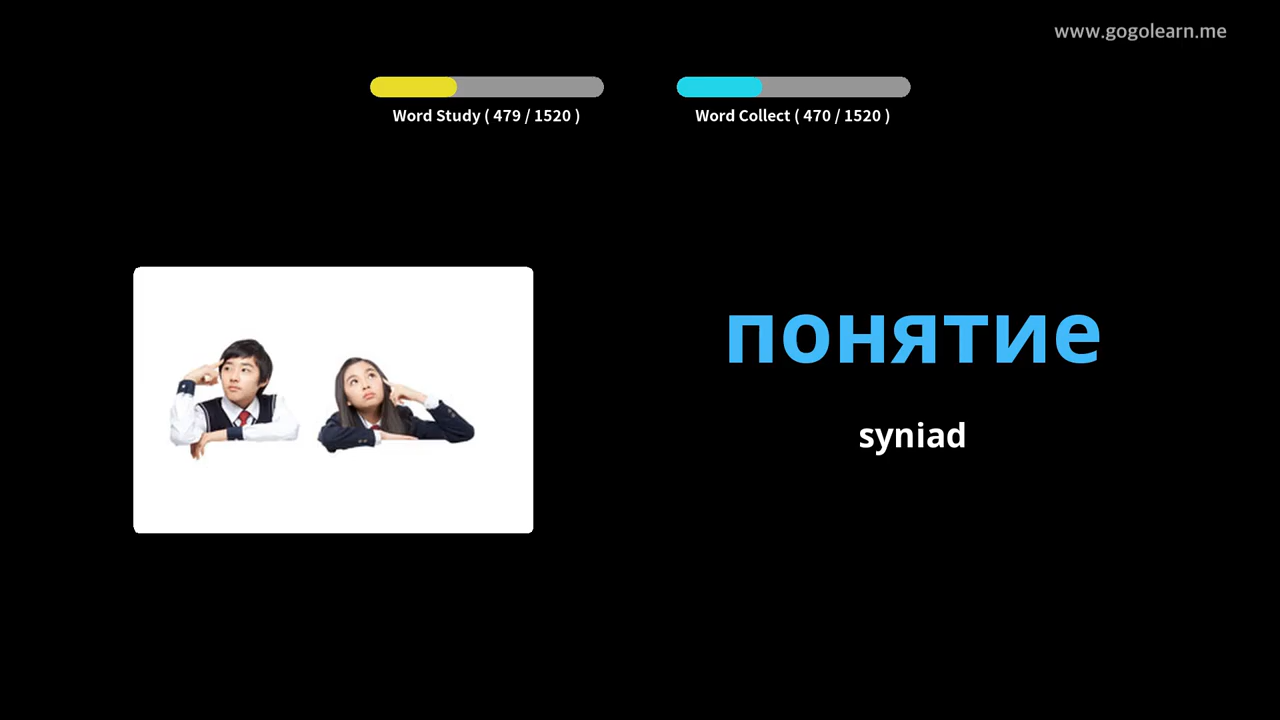 www.gogolearn.me
Word Study ( 479 / 1520 )
Word Collect ( 470 / 1520 )
понятие
syniad